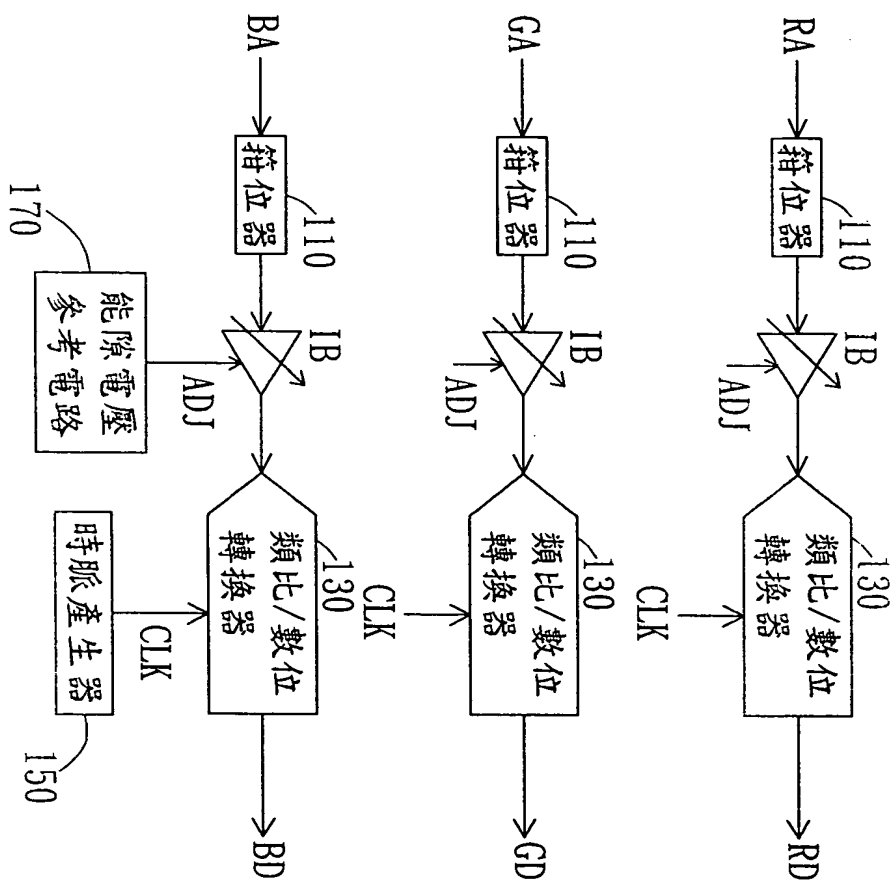 RA
箝位器
110
IB
ADJ
類比/數位
轉換器
130
CLK
RD
GA
箝位器
110
IB
ADJ
類比/數位
轉換器
130
CLK
GD
BA
箝位器
110
IB
ADJ
類比/數位
轉換器
130
CLK
BD
能隙電壓
參考電路
170
時脈產生器
150